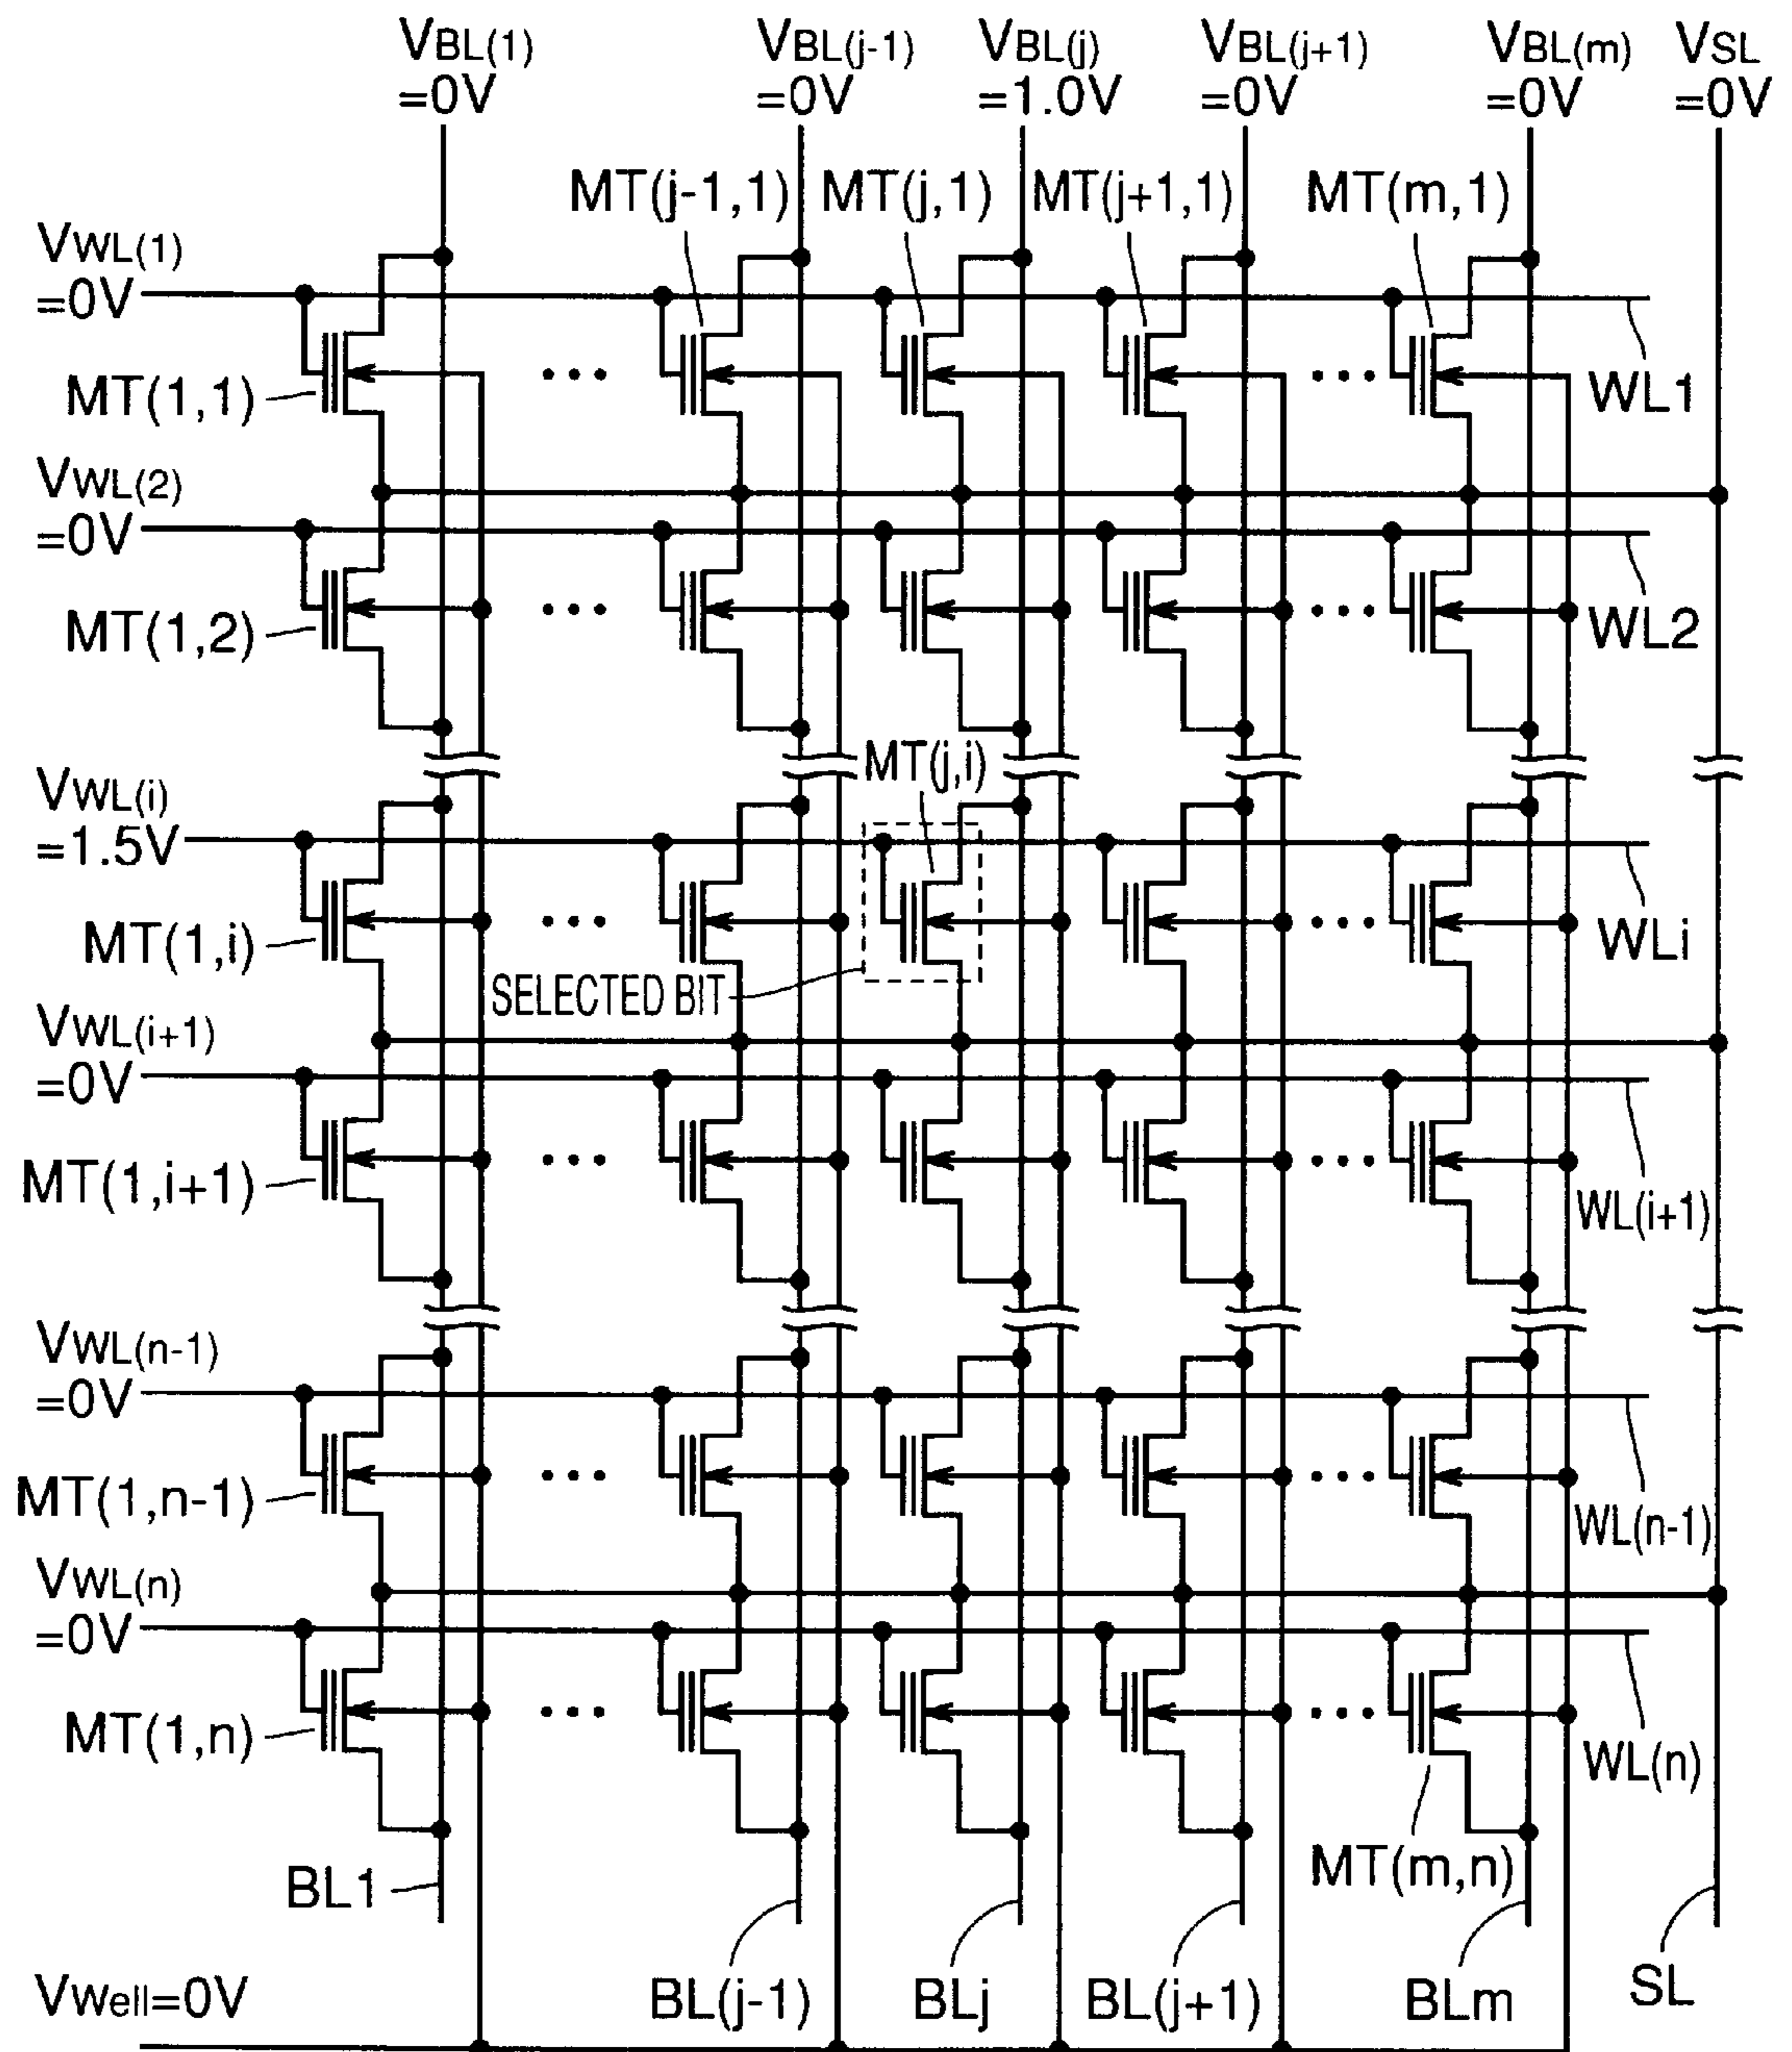 VBL(1) VBL(j-1) VBL(j) VBL(j+1) VBL(m) VSL
=0V =0V =1.0V =0V =0V =0V
MT(j-1,1) MT(j,1) MT(j+1,1) MT(m,1)
VWL(1)
=0V
MT(1,1) ••• ••• WL1
VWL(2)
=0V
MT(1,2) ••• ••• WL2
MT(j,i)
VWL(i)
=1.5V
MT(1,i) ••• ••• WLi
SELECTED BIT
VWL(i+1)
=0V
MT(1,i+1) ••• ••• WL(i+1)
VWL(n-1)
=0V
MT(1,n-1) ••• ••• WL(n-1)
VWL(n)
=0V
MT(1,n) ••• ••• WL(n)
BL1 MT(m,n)
VWell=0V BL(j-1) BLj BL(j+1) BLm SL